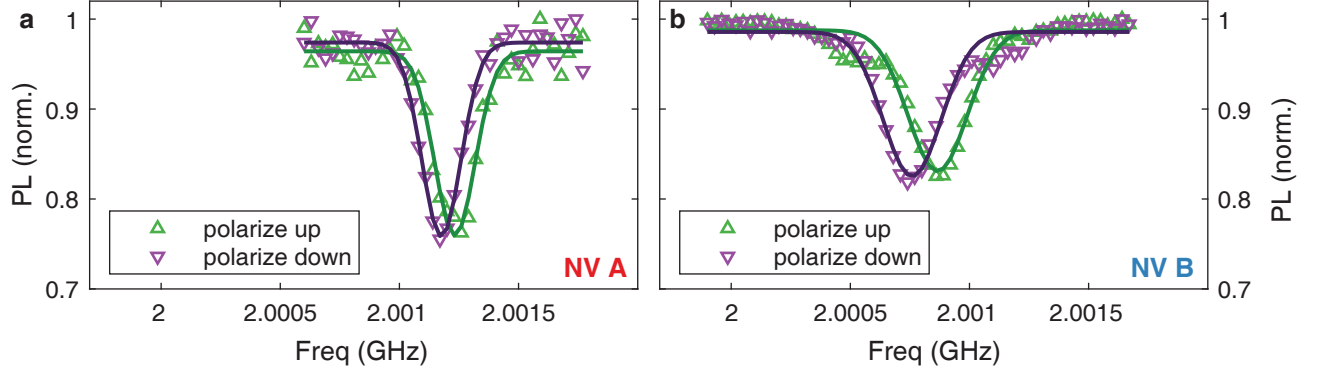 a
1
0.9
0.8
0.7
PL (norm.)
polarize up
polarize down
NV A
2
2.0005
2.001
2.0015
Freq (GHz)
b
1
0.9
0.8
0.7
PL (norm.)
polarize up
polarize down
NV B
2
2.0005
2.001
2.0015
Freq (GHz)